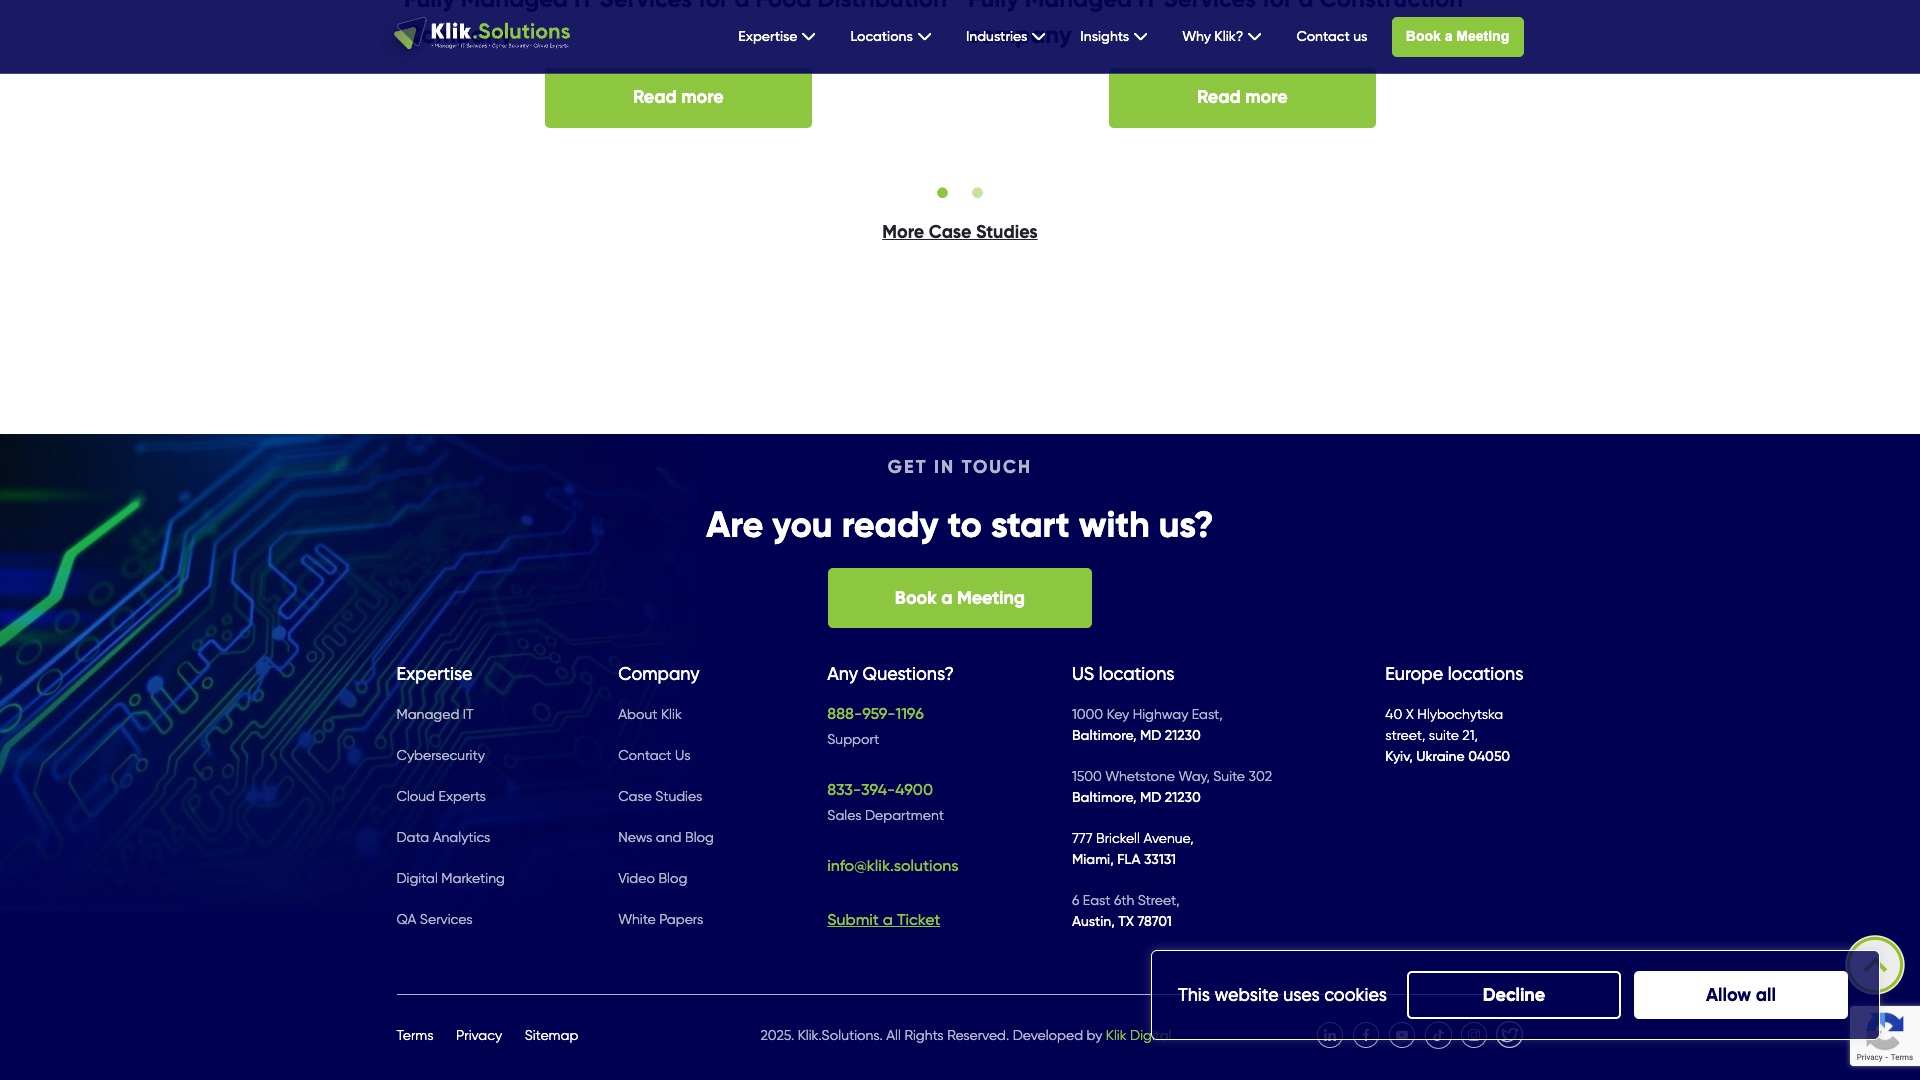 Fully Managed IT Services for a Food Distribution
Fully Managed IT Services for a Construction
Company
Klik.Solutions
• Managed IT Services • Cyber Security • Cloud Experts
Expertise
Locations
Industries
Insights
Why Klik?
Contact us
Book a Meeting
Read more
Read more
More Case Studies
GET IN TOUCH
Are you ready to start with us?
Book a Meeting
Expertise
Managed IT
Cybersecurity
Cloud Experts
Data Analytics
Digital Marketing
QA Services
Company
About Klik
Contact Us
Case Studies
News and Blog
Video Blog
White Papers
Any Questions?
888-959-1196
Support
833-394-4900
Sales Department
info@klik.solutions
Submit a Ticket
US locations
1000 Key Highway East,
Baltimore, MD 21230
1500 Whetstone Way, Suite 302
Baltimore, MD 21230
777 Brickell Avenue,
Miami, FLA 33131
6 East 6th Street,
Austin, TX 78701
Europe locations
40 X Hlybochytska
street, suite 21,
Kyiv, Ukraine 04050
This website uses cookies
Decline
Allow all
Terms
Privacy
Sitemap
2025. Klik.Solutions. All Rights Reserved. Developed by Klik Digital
Privacy - Terms